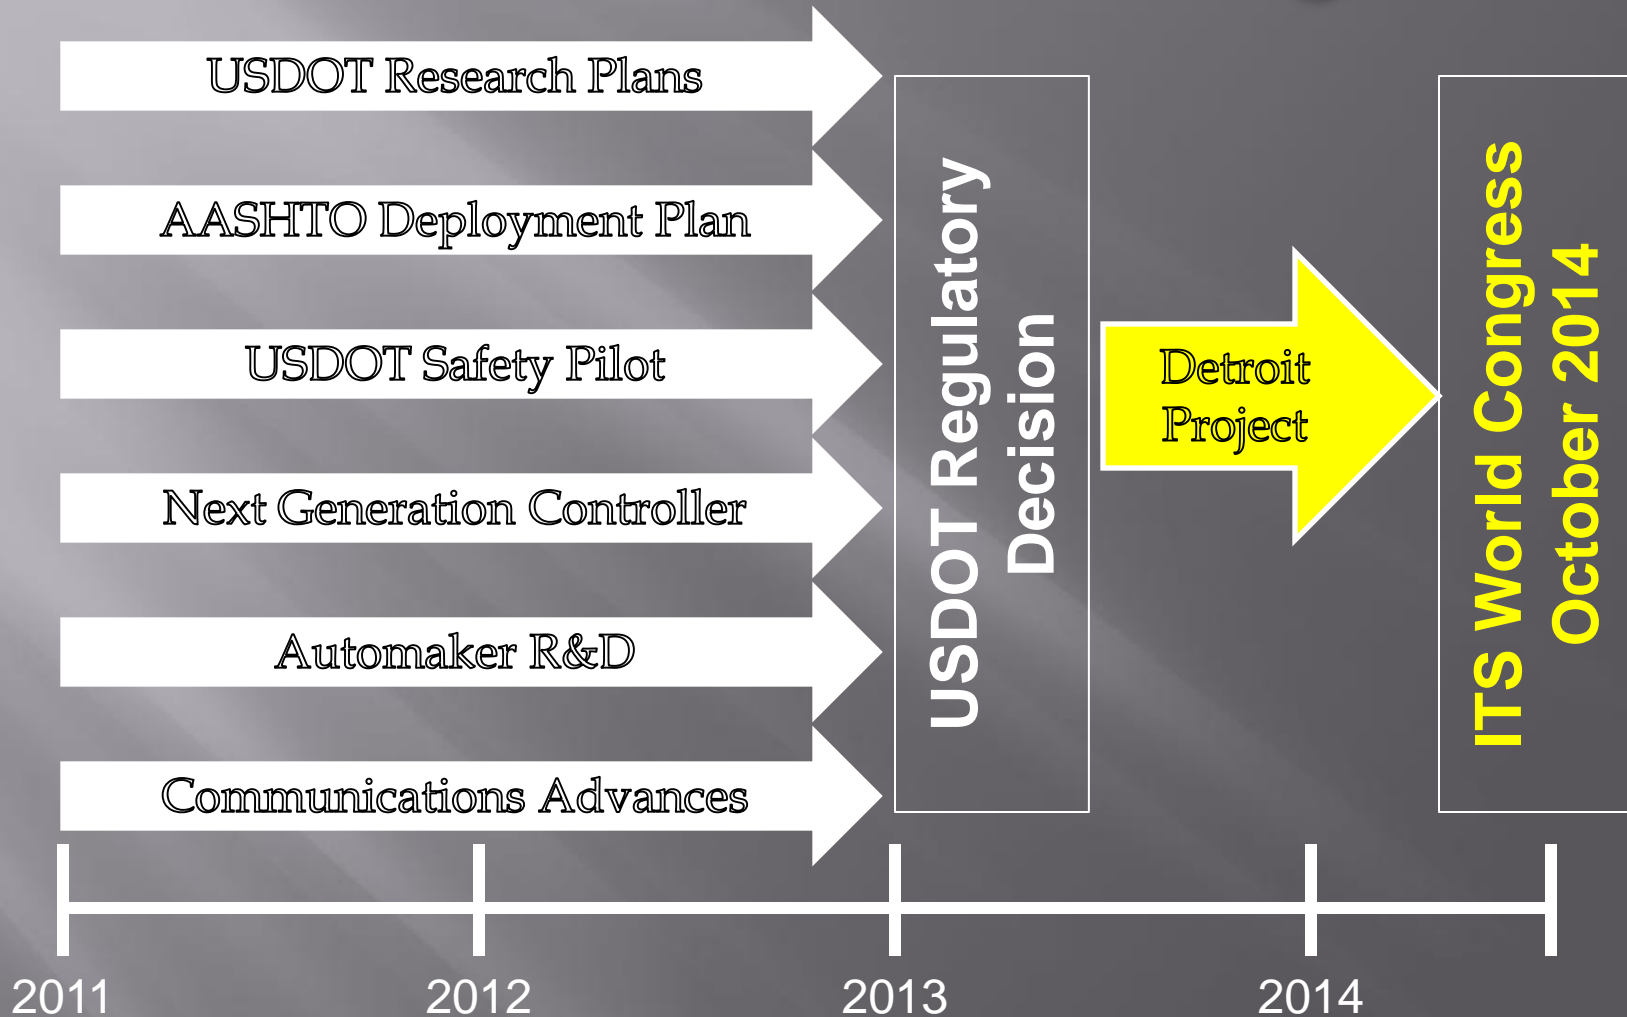 USDOT Research Plans
AASHTO Deployment Plan
USDOT Safety Pilot
Next Generation Controller
Automaker R&D
Communications Advances
USDOT Regulatory
Decision
Detroit
Project
ITS World Congress
October 2014
2011
2012
2013
2014